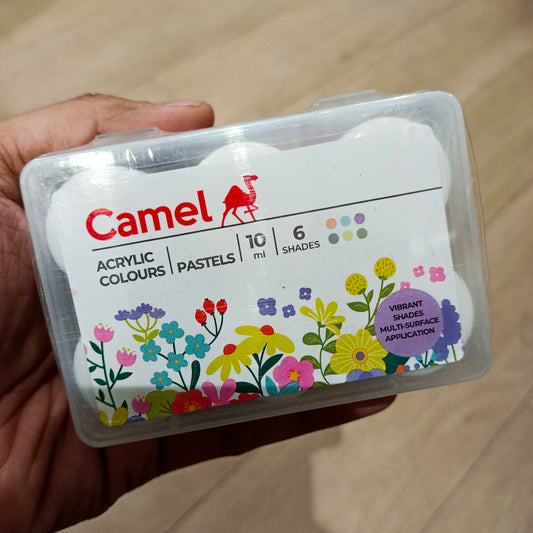 Camel
ACRYLIC
COLOURS
PASTELS
10
ml
6
SHADES
VIBRANT
SHADES
MULTI-SURFACE
APPLICATION